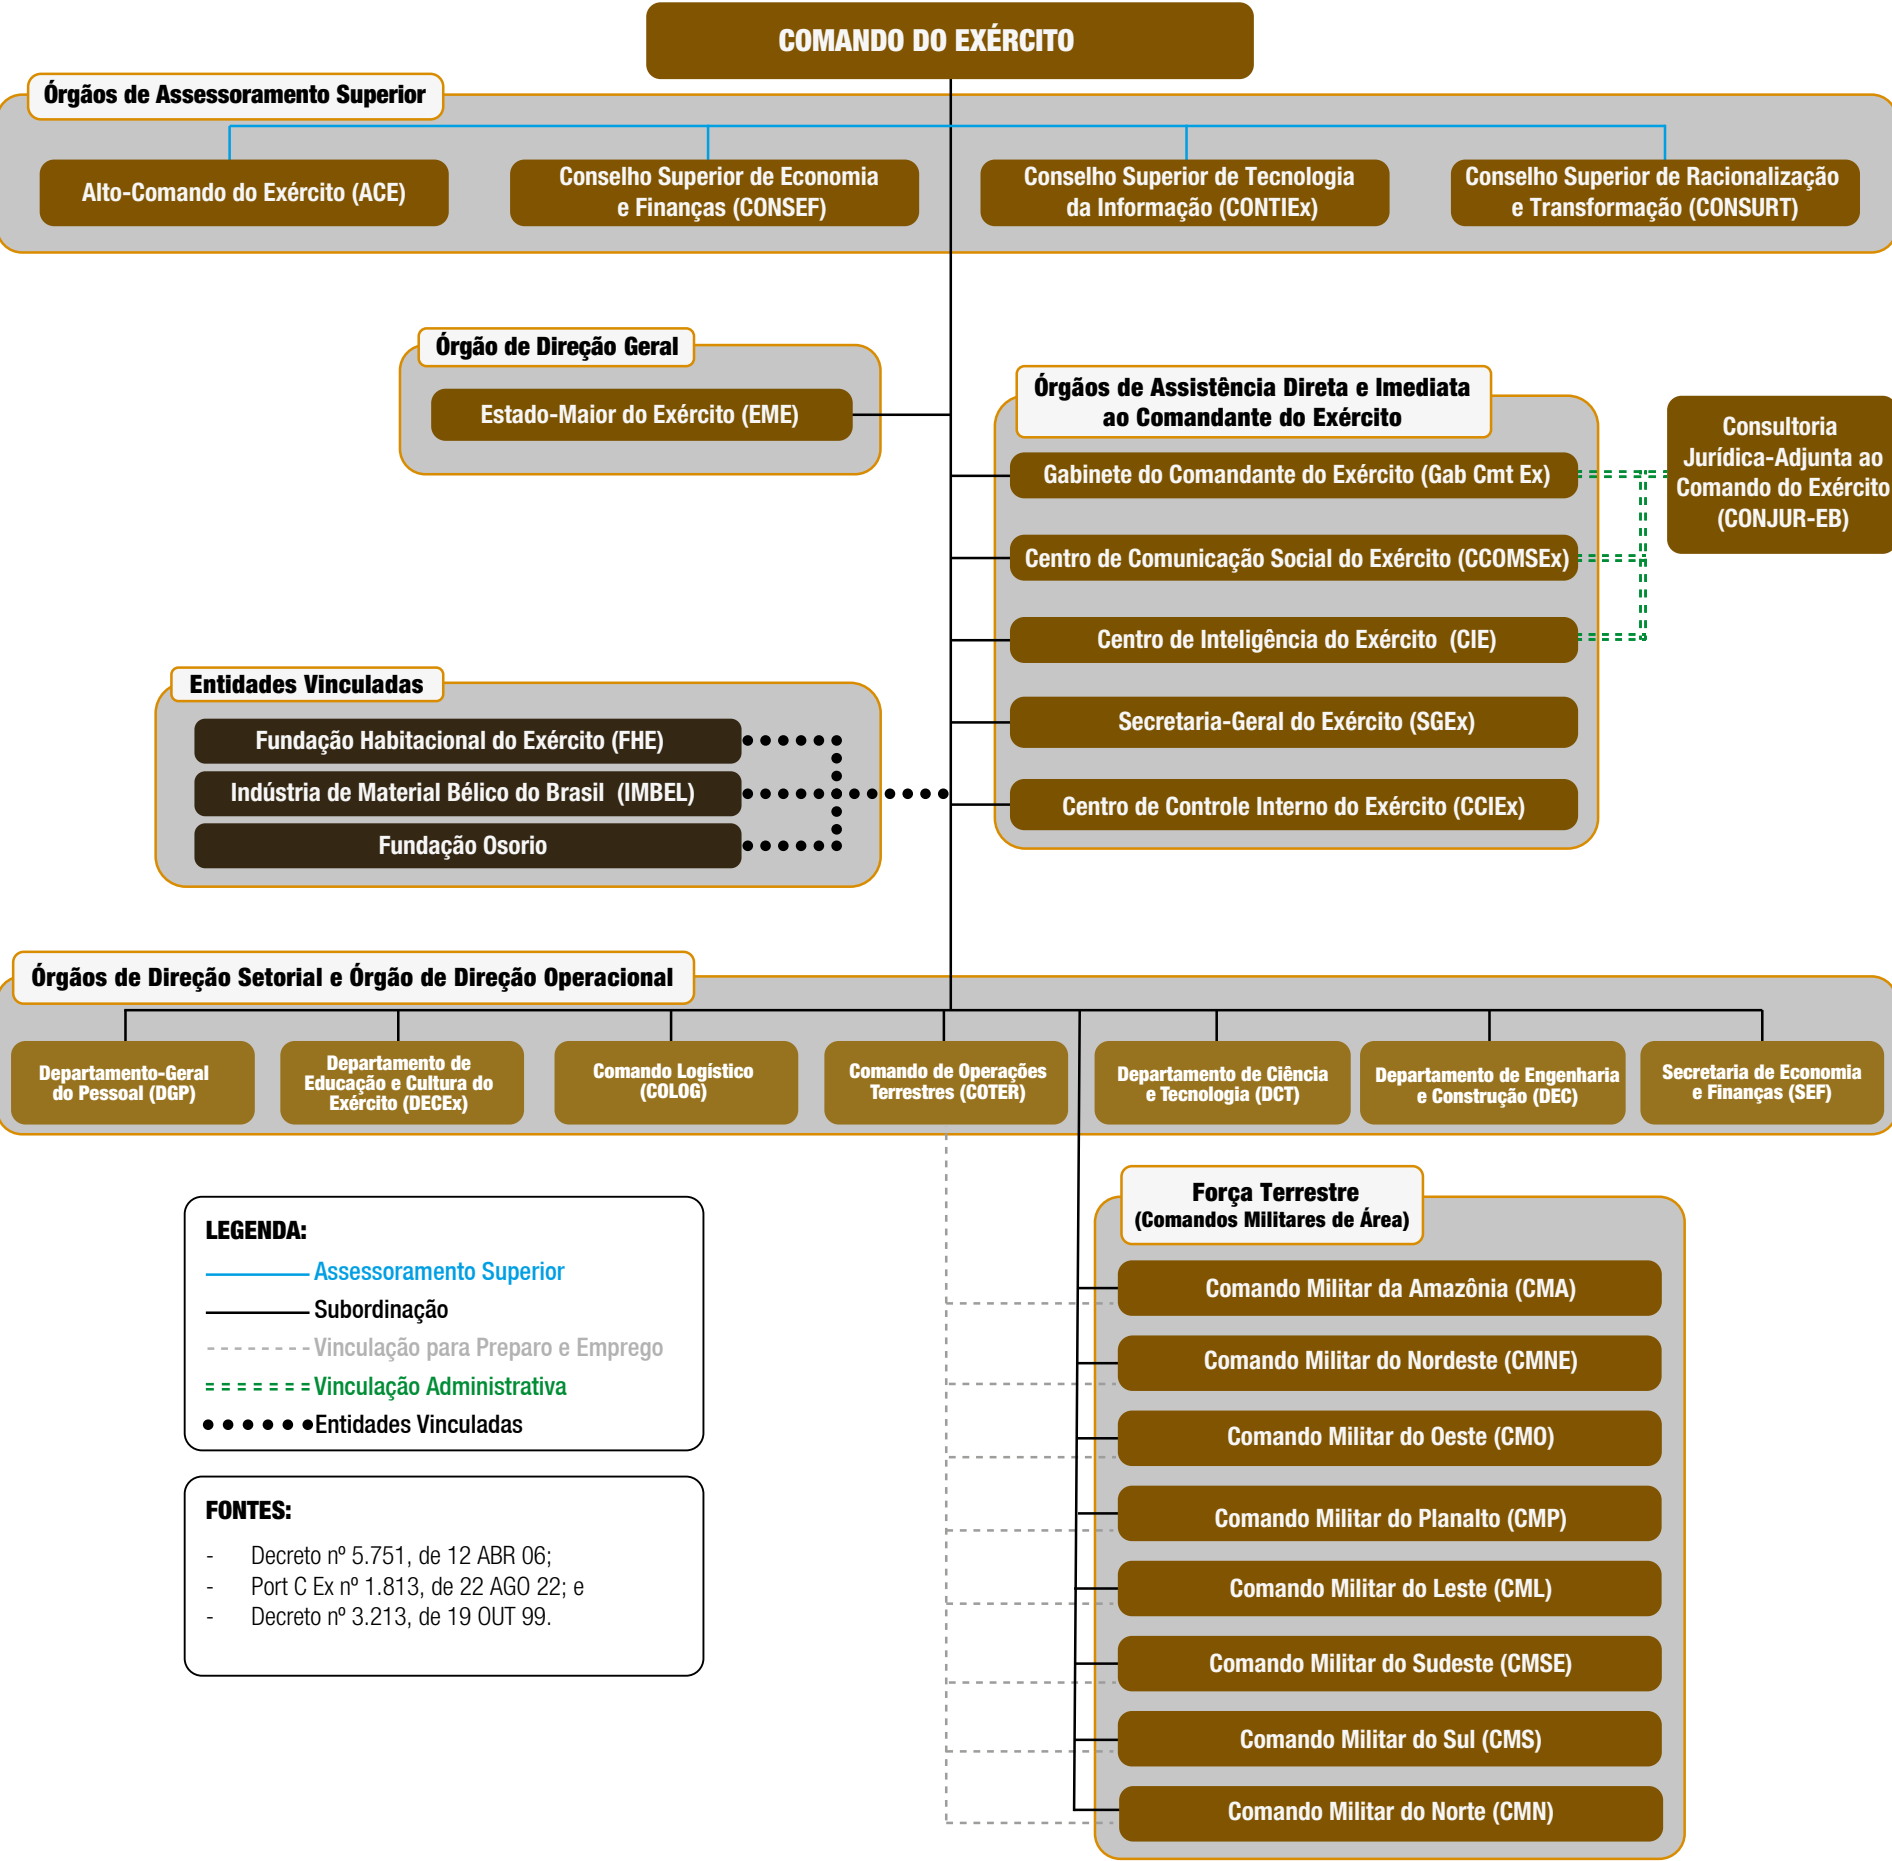 COMANDO DO EXÉRCITO
Órgãos de Assessoramento Superior
Alto-Comando do Exército (ACE)
Conselho Superior de Economia
e Finanças (CONSEF)
Conselho Superior de Tecnologia
da Informação (CONTIEx)
Conselho Superior de Racionalização
e Transformação (CONSURT)
Órgão de Direção Geral
Estado-Maior do Exército (EME)
Órgãos de Assistência Direta e Imediata
ao Comandante do Exército
Gabinete do Comandante do Exército (Gab Cmt Ex)
Centro de Comunicação Social do Exército (CCOMSEx)
Centro de Inteligência do Exército (CIE)
Secretaria-Geral do Exército (SGEx)
Centro de Controle Interno do Exército (CCIEx)
Consultoria
Jurídica-Adjunta ao
Comando do Exército
(CONJUR-EB)
Entidades Vinculadas
Fundação Habitacional do Exército (FHE)
Indústria de Material Bélico do Brasil (IMBEL)
Fundação Osorio
Órgãos de Direção Setorial e Órgão de Direção Operacional
Departamento-Geral
do Pessoal (DGP)
Departamento de
Educação e Cultura do
Exército (DECEx)
Comando Logístico
(COLOG)
Comando de Operações
Terrestres (COTER)
Departamento de Ciência
e Tecnologia (DCT)
Departamento de Engenharia
e Construção (DEC)
Secretaria de Economia
e Finanças (SEF)
Força Terrestre
(Comandos Militares de Área)
Comando Militar da Amazônia (CMA)
Comando Militar do Nordeste (CMNE)
Comando Militar do Oeste (CMO)
Comando Militar do Planalto (CMP)
Comando Militar do Leste (CML)
Comando Militar do Sudeste (CMSE)
Comando Militar do Sul (CMS)
Comando Militar do Norte (CMN)
LEGENDA:
Assessoramento Superior
Subordinação
Vinculação para Preparo e Emprego
Vinculação Administrativa
Entidades Vinculadas
FONTES:
- Decreto nº 5.751, de 12 ABR 06;
- Port C Ex nº 1.813, de 22 AGO 22; e
- Decreto nº 3.213, de 19 OUT 99.